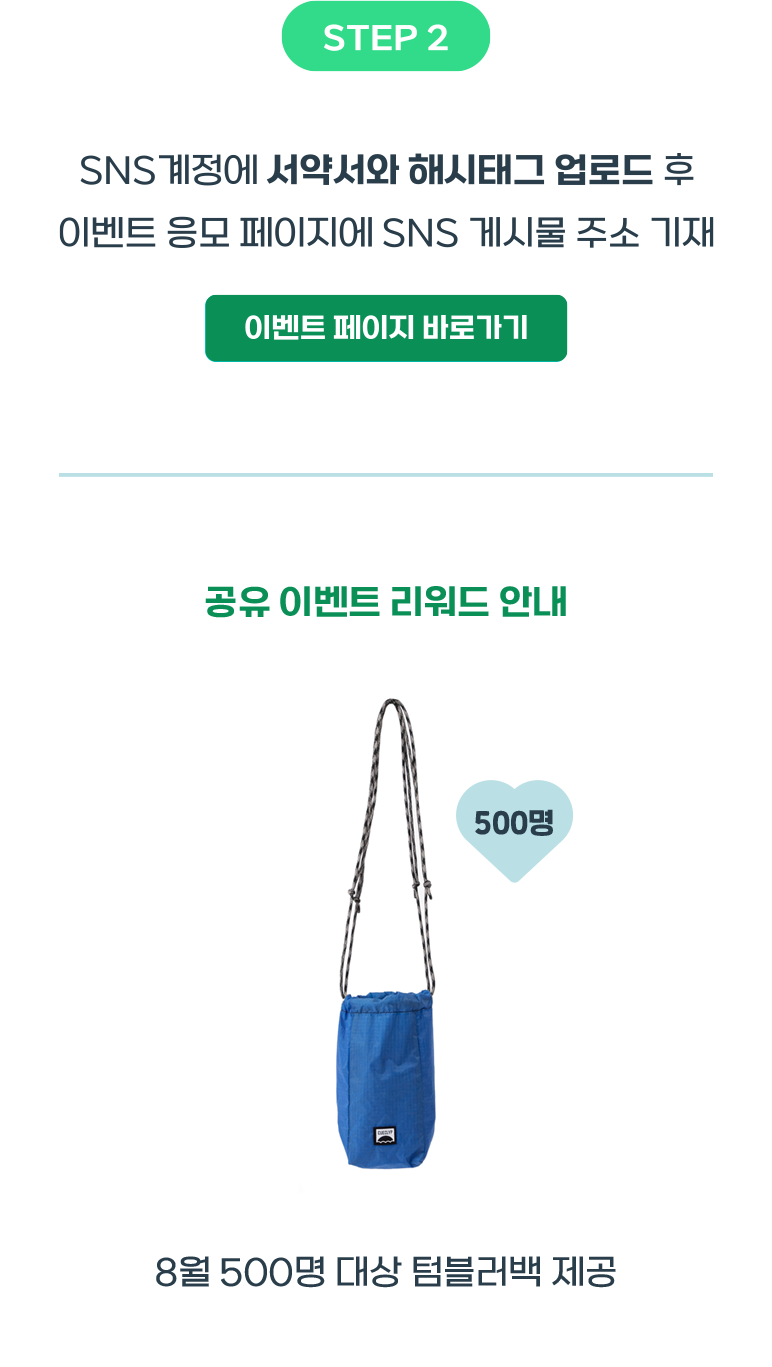 STEP 2
SNS계정에 서약서와 해시태그 업로드 후
이벤트 응모 페이지에 SNS 게시물 주소 기재
이벤트 페이지 바로가기
공유 이벤트 리워드 안내
500명
8월 500명 대상 텀블러백 제공